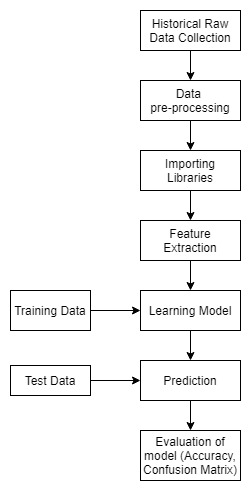 Historical Raw
Data Collection
Data
pre-processing
Importing
Libraries
Feature
Extraction
Training Data
Learning Model
Test Data
Prediction
Evaluation of
model (Accuracy,
Confusion Matrix)